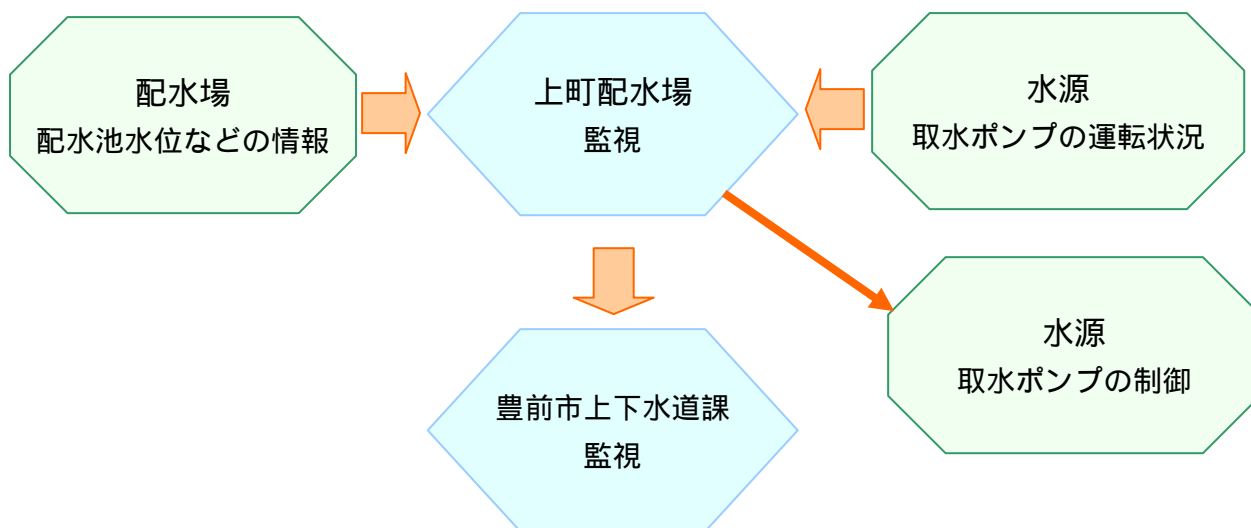 配水場
配水池水位などの情報
上町配水場
監視
水源
取水ポンプの運転状況
水源
取水ポンプの制御
豊前市上下水道課
監視